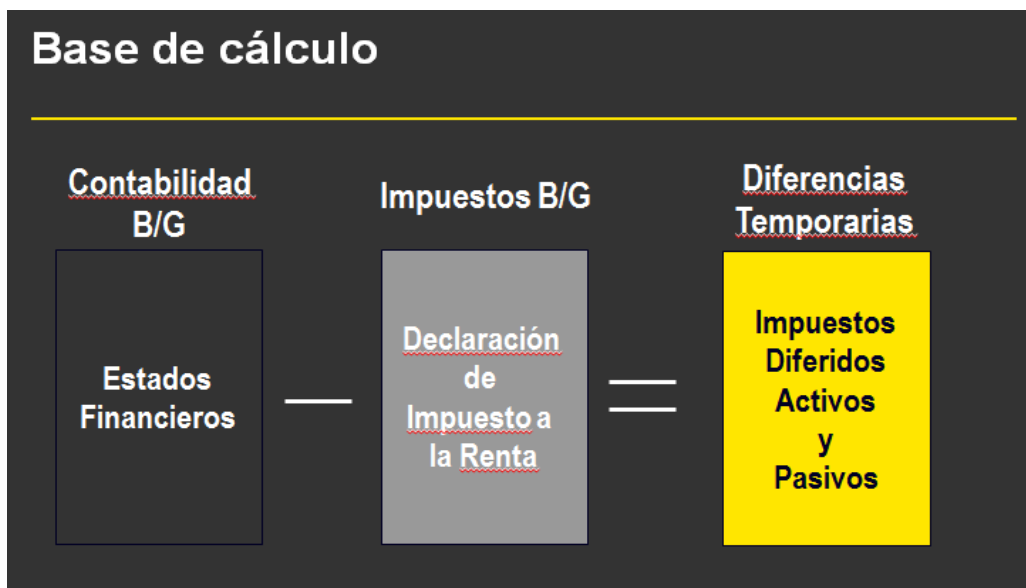 Base de cálculo
Contabilidad
B/G
Impuestos B/G
Diferencias
Temporarias
Estados
Financieros
Declaración
de
Impuesto a
la Renta
Impuestos
Diferidos
Activos
y
Pasivos